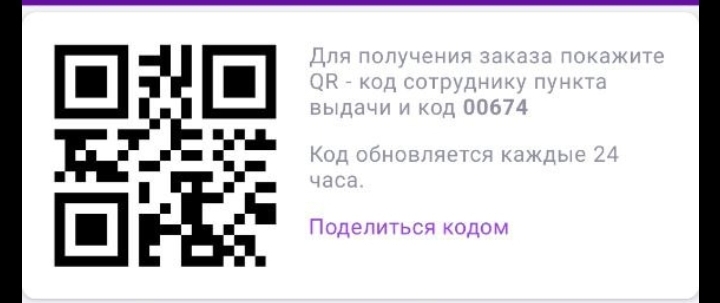 Для получения заказа покажите
QR - код сотруднику пункта
выдачи и код 00674
Код обновляется каждые 24
часа.
Поделиться кодом